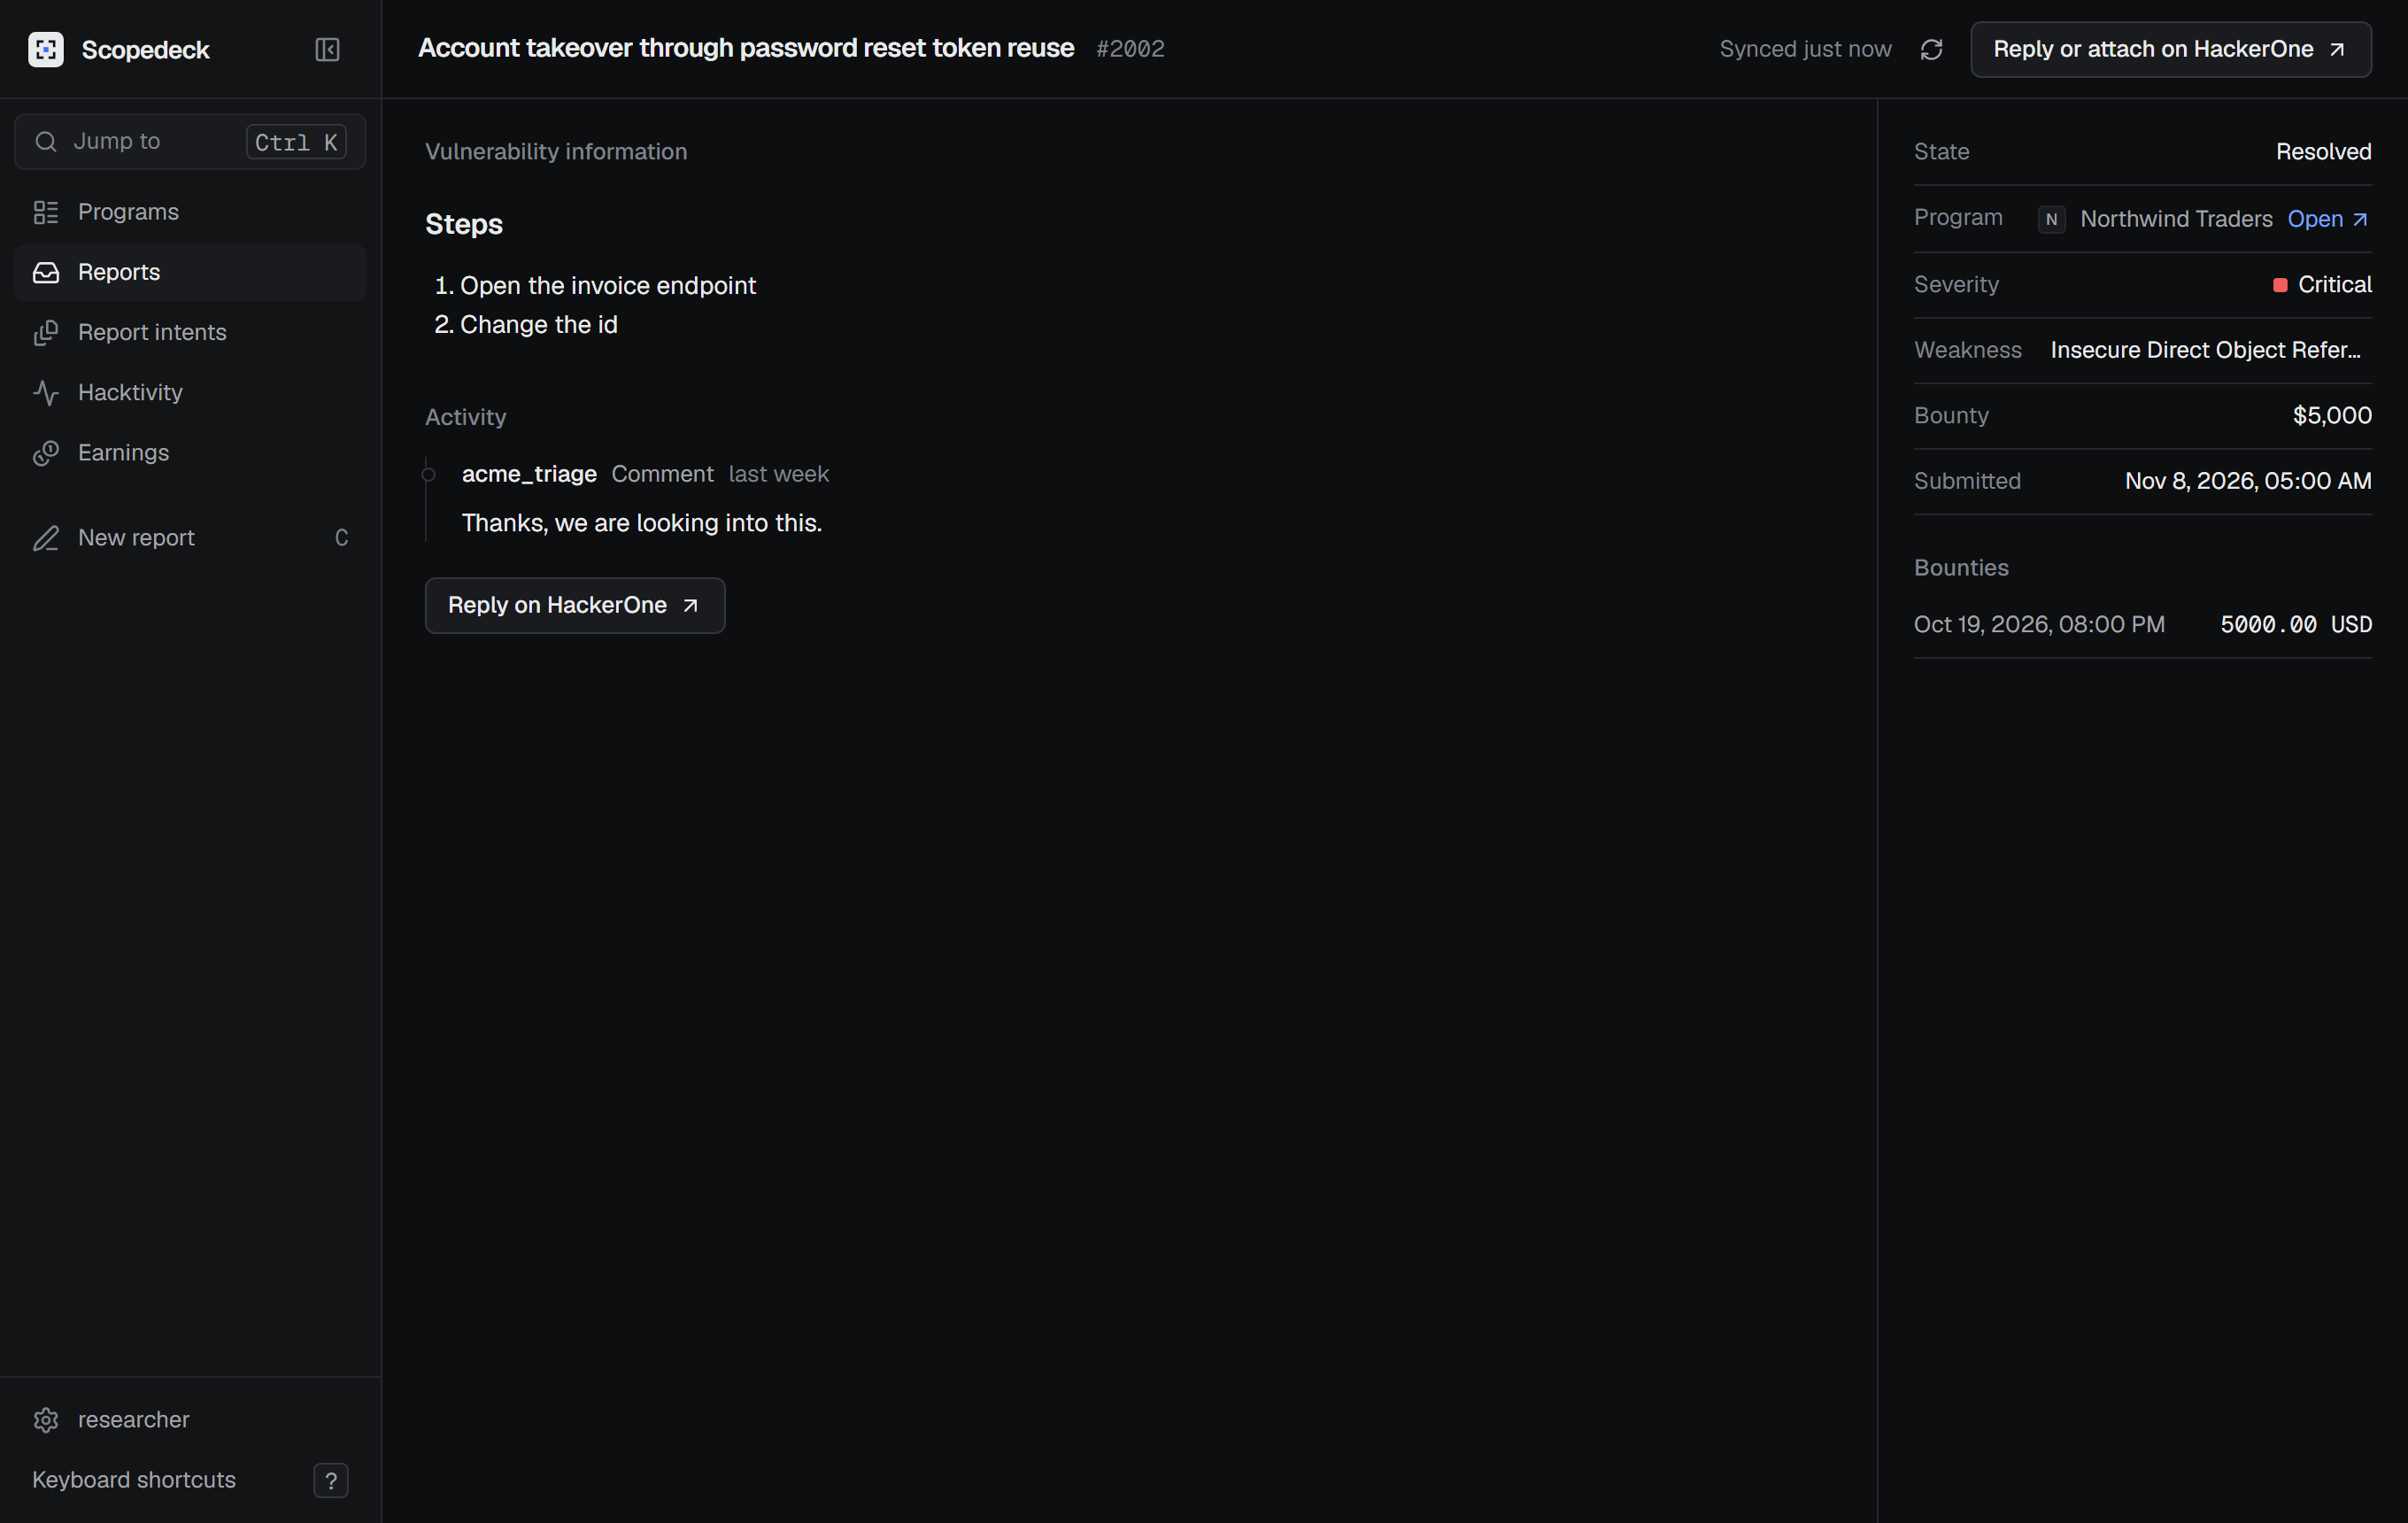 Scopedeck
Jump to
Ctrl K
Programs
Reports
Report intents
Hacktivity
Earnings
New report
C
researcher
Keyboard shortcuts
?
Account takeover through password reset token reuse #2002
Synced just now
Reply or attach on HackerOne
Vulnerability information
Steps
1. Open the invoice endpoint
2. Change the id
Activity
acme_triage Comment last week
Thanks, we are looking into this.
Reply on HackerOne
State Resolved
Program N Northwind Traders Open
Severity Critical
Weakness Insecure Direct Object Refer...
Bounty $5,000
Submitted Nov 8, 2026, 05:00 AM
Bounties
Oct 19, 2026, 08:00 PM 5000.00 USD